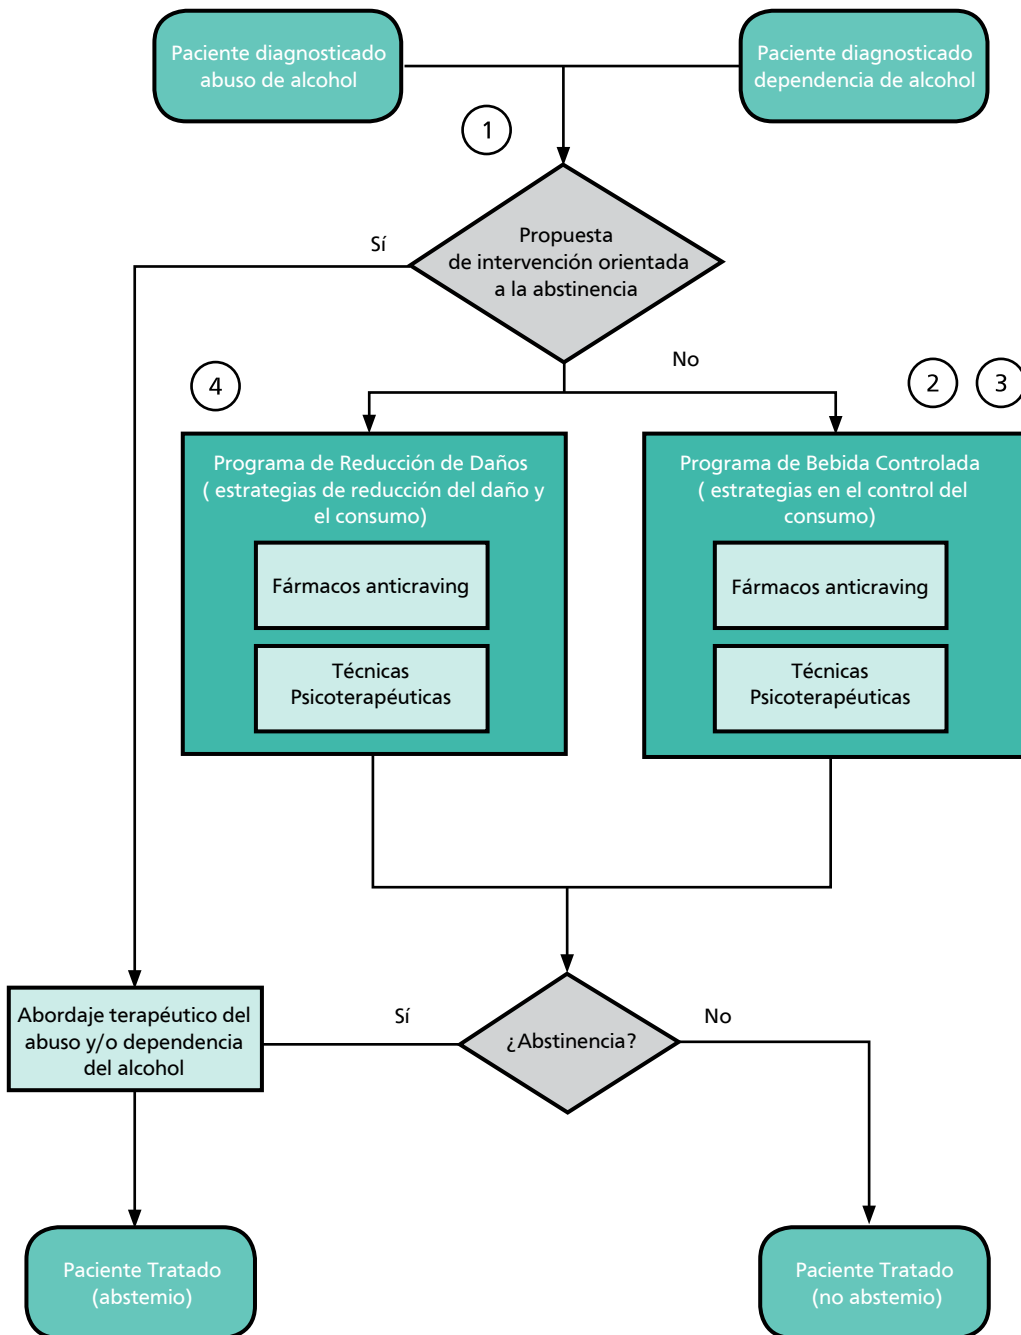 Paciente diagnosticado
abuso de alcohol
Paciente diagnosticado
dependencia de alcohol
1
Propuesta
de intervención orientada
a la abstinencia
Sí
No
4
2
3
Programa de Reducción de Daños
( estrategias de reducción del daño y
el consumo)
Fármacos anticraving
Técnicas
Psicoterapéuticas
Programa de Bebida Controlada
( estrategias en el control del
consumo)
Fármacos anticraving
Técnicas
Psicoterapéuticas
Abordaje terapéutico del
abuso y/o dependencia
del alcohol
Sí
¿Abstinencia?
No
Paciente Tratado
(abstemio)
Paciente Tratado
(no abstemio)